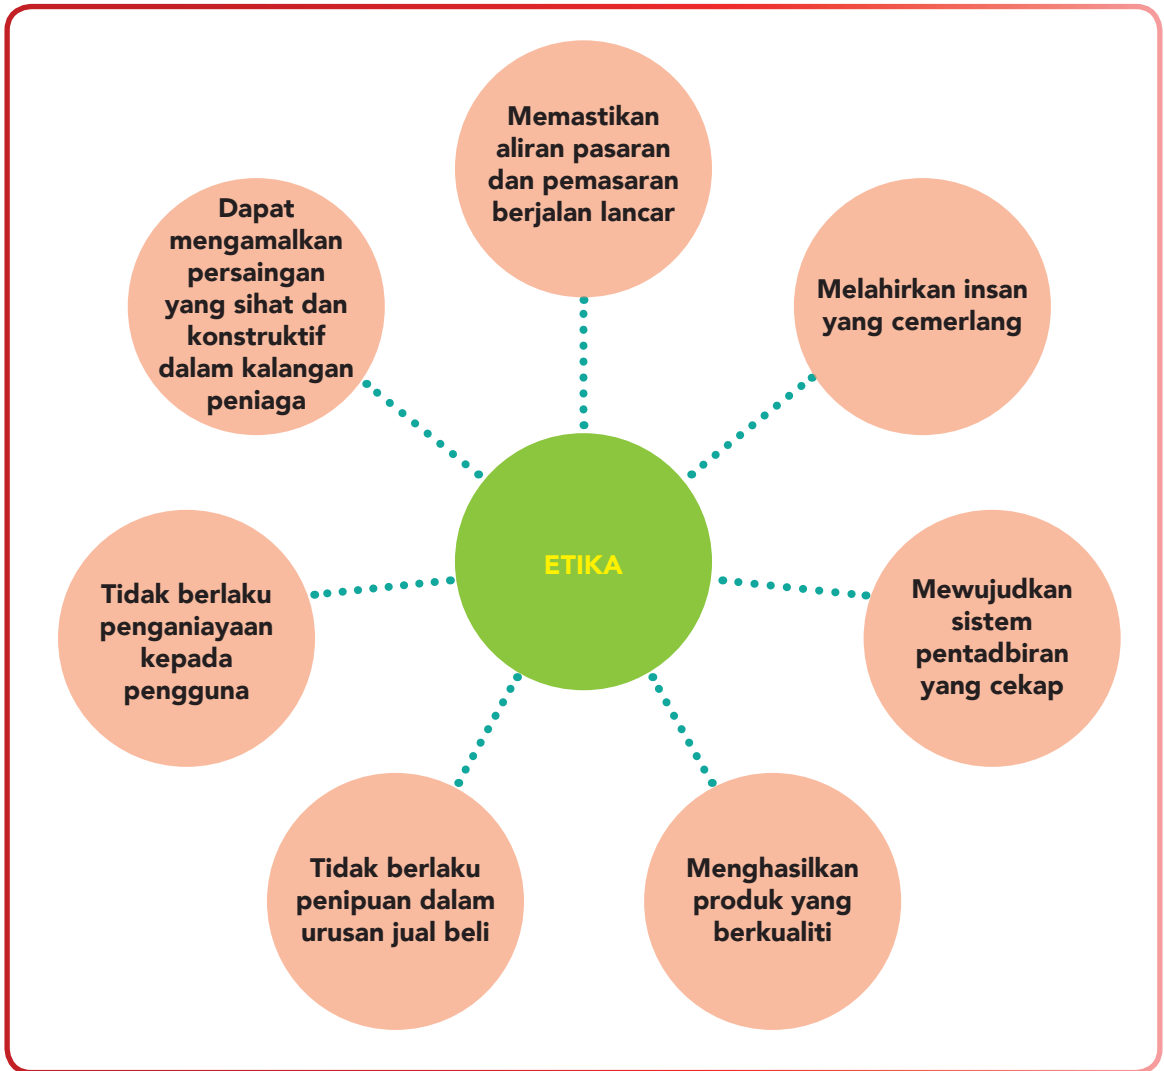 Memastikan
aliran pasaran
dan pemasaran
berjalan lancar
Melahirkan insan
yang cemerlang
Mewujudkan
sistem
pentadbiran
yang cekap
Menghasilkan
produk yang
berkualiti
Tidak berlaku
penipuan dalam
urusan jual beli
Tidak berlaku
penganiayaan
kepada
pengguna
Dapat
mengamalkan
persaingan
yang sihat dan
konstruktif
dalam kalangan
peniaga
ETIKA